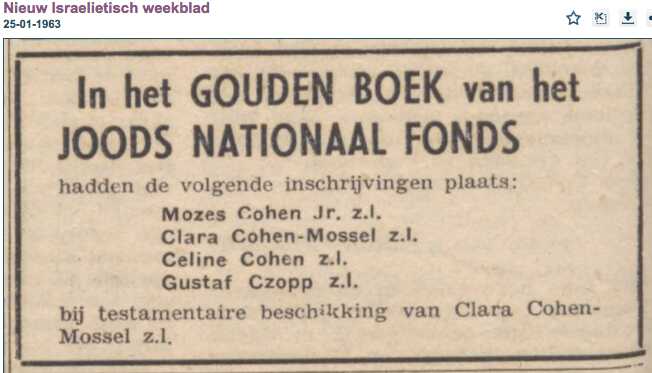 Nieuw Israelietisch weekblad
25-01-1963
In het GOUDEN BOEK van het
JOODS NATIONAAL FONDS
hadden de volgende inschrijvingen plaats:
Mozes Cohen Jr. z.l.
Clara Cohen-Mossel z.l.
Celine Cohen z.l.
Gustaf Czopp z.l.
bij testamentaire beschikking van Clara Cohen-
Mossel z.l.